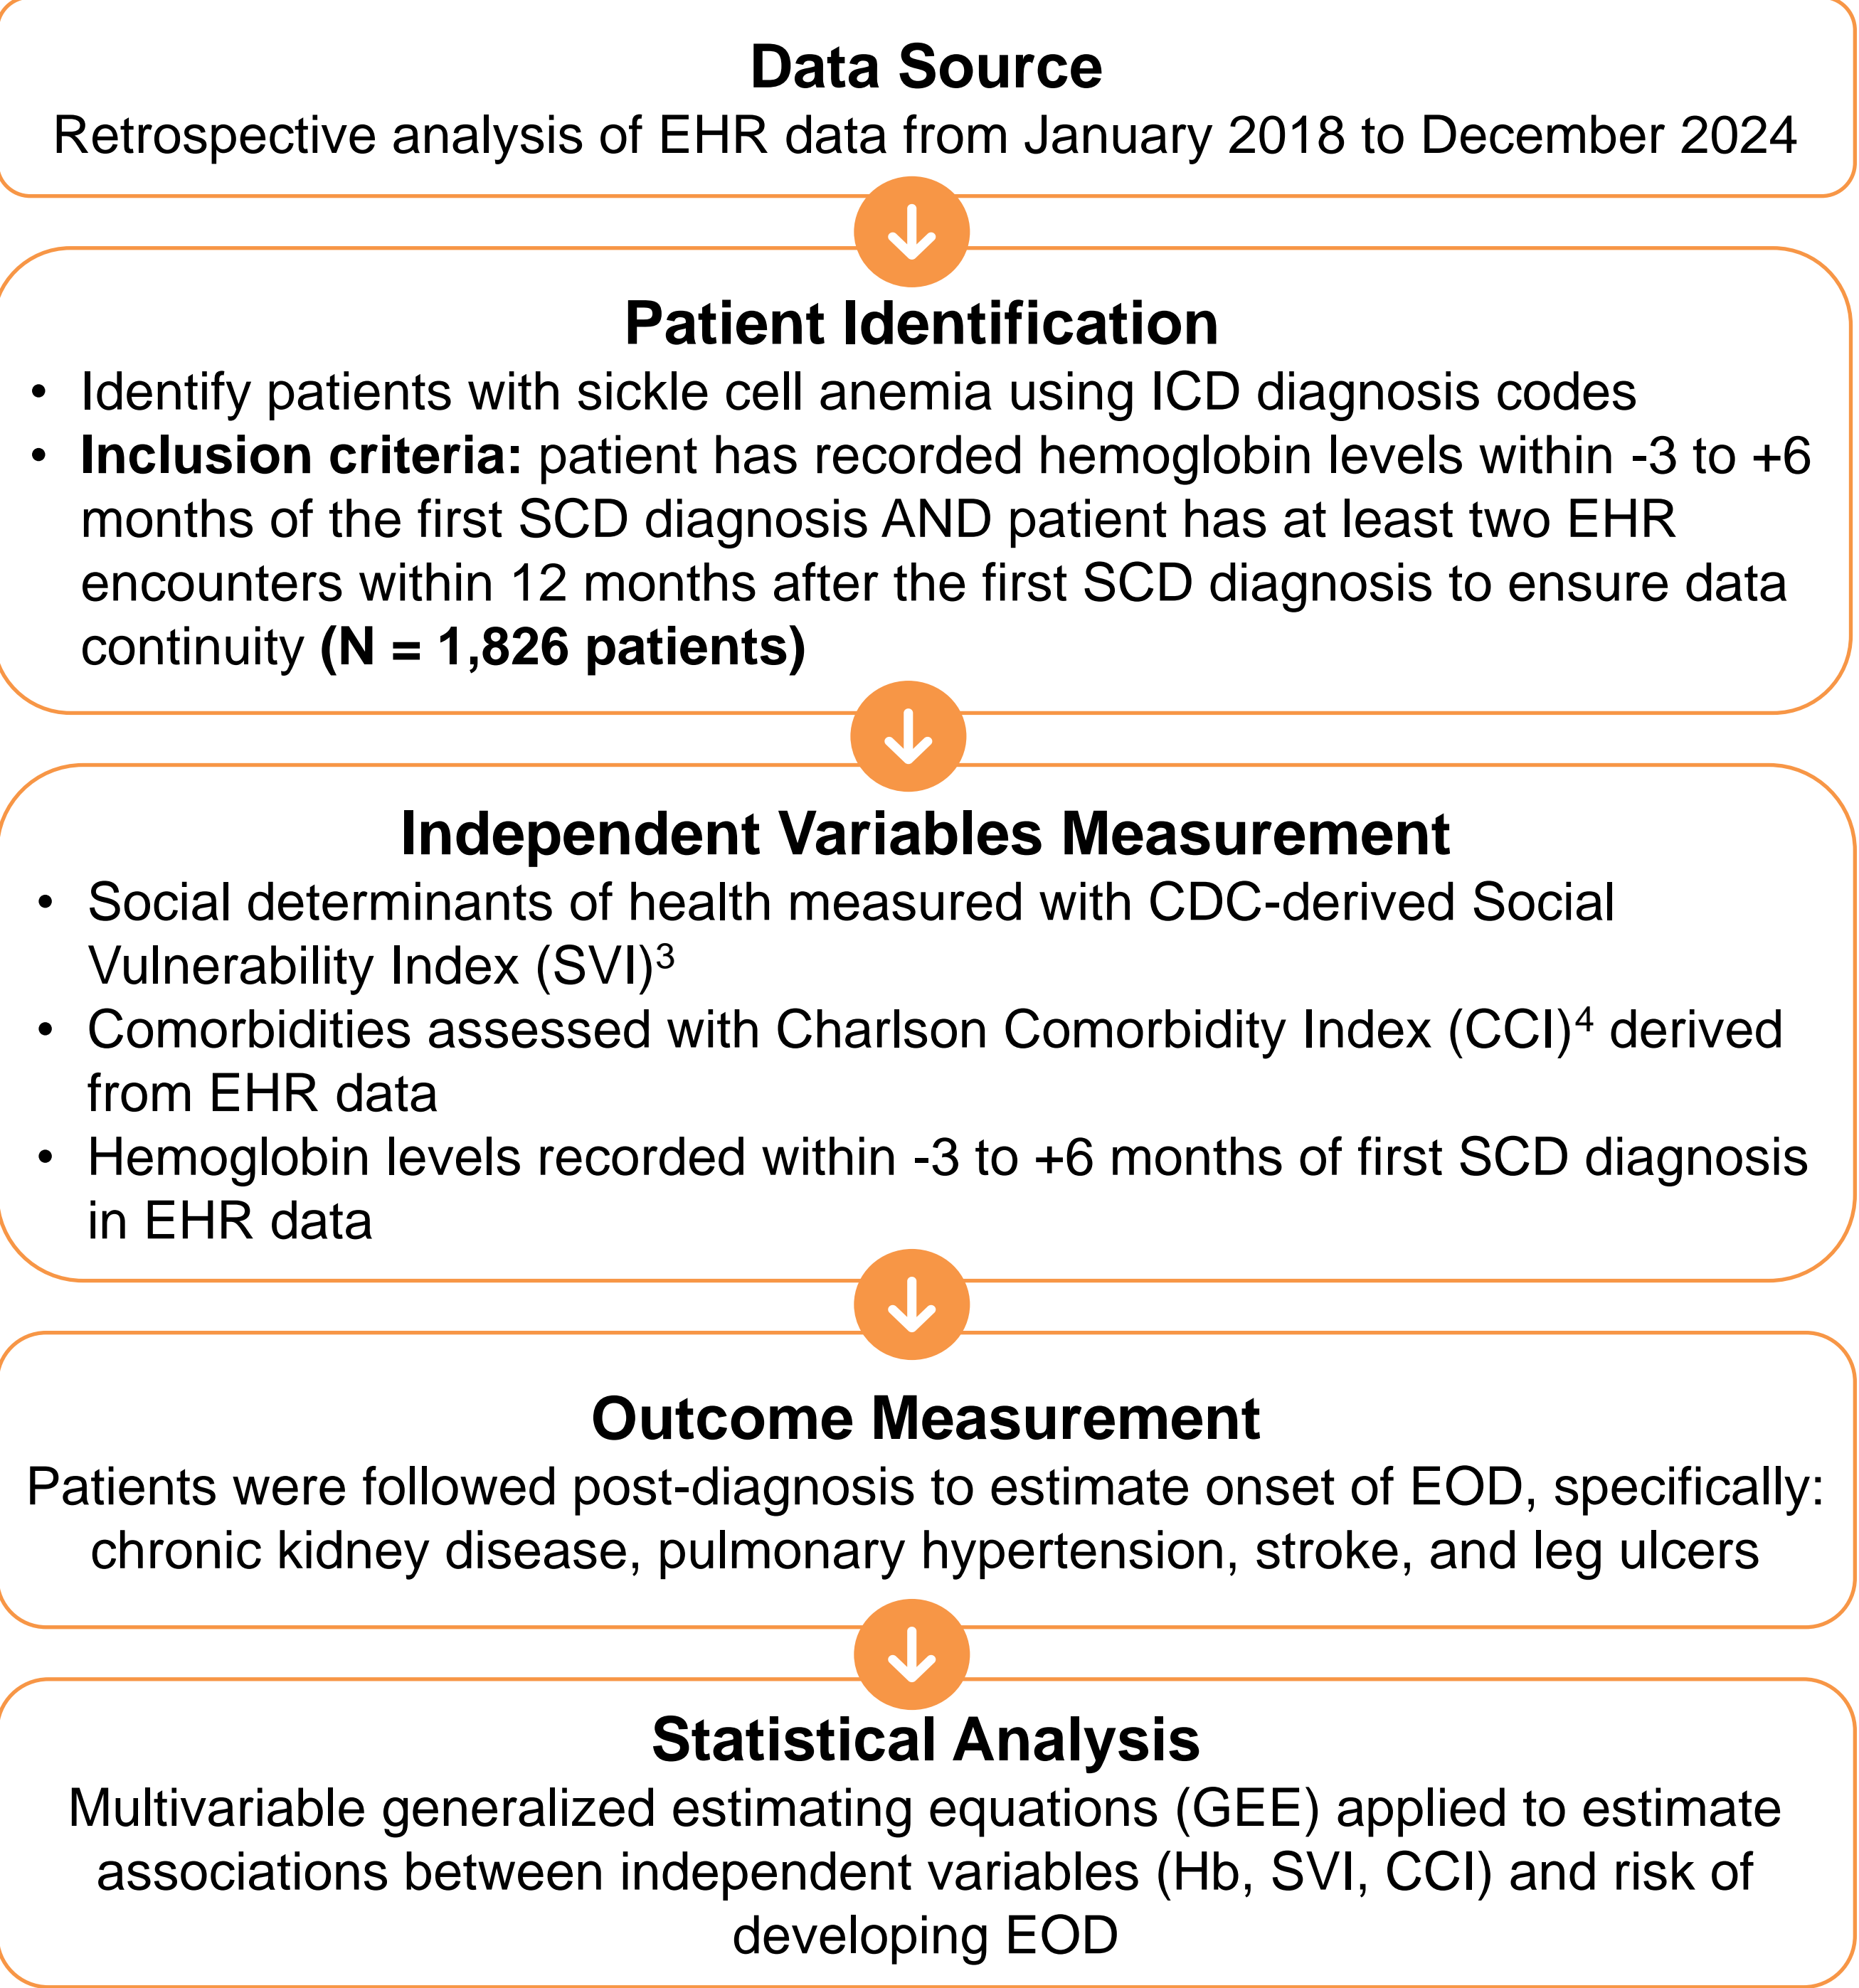 Data Source
Retrospective analysis of EHR data from January 2018 to December 2024
Patient Identification
• Identify patients with sickle cell anemia using ICD diagnosis codes
• Inclusion criteria: patient has recorded hemoglobin levels within -3 to +6
months of the first SCD diagnosis AND patient has at least two EHR
encounters within 12 months after the first SCD diagnosis to ensure data
continuity (N = 1,826 patients)
Independent Variables Measurement
• Social determinants of health measured with CDC-derived Social
Vulnerability Index (SVI)³
• Comorbidities assessed with Charlson Comorbidity Index (CCI)⁴ derived
from EHR data
• Hemoglobin levels recorded within -3 to +6 months of first SCD diagnosis
in EHR data
Outcome Measurement
Patients were followed post-diagnosis to estimate onset of EOD, specifically:
chronic kidney disease, pulmonary hypertension, stroke, and leg ulcers
Statistical Analysis
Multivariable generalized estimating equations (GEE) applied to estimate
associations between independent variables (Hb, SVI, CCI) and risk of
developing EOD